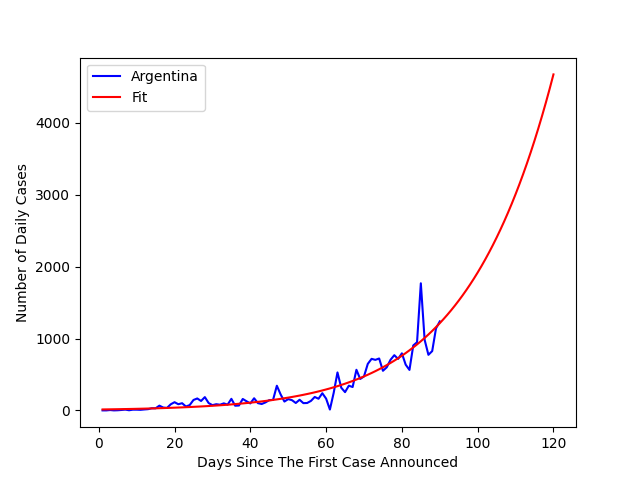 Argentina
Fit
Number of Daily Cases
4000
3000
2000
1000
0
0 20 40 60 80 100 120
Days Since The First Case Announced